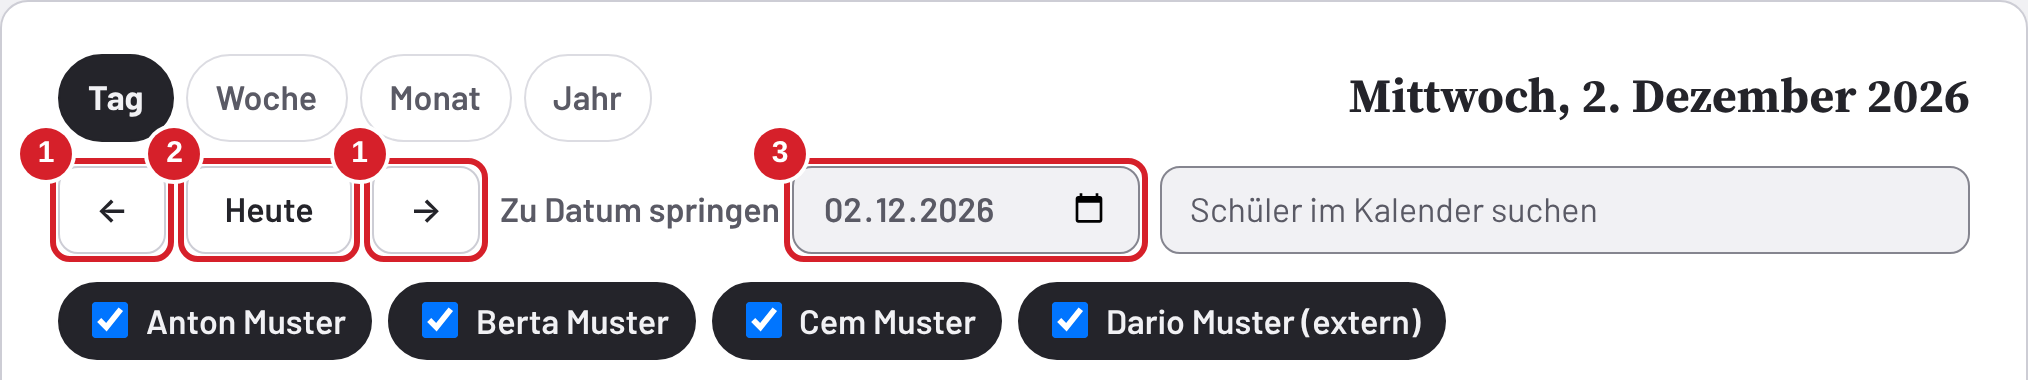 Tag Woche Monat Jahr Mittwoch, 2. Dezember 2026
1 2 1 3
← Heute → Zu Datum springen 02.12.2026 Schüler im Kalender suchen
Anton Muster Berta Muster Cem Muster Dario Muster (extern)